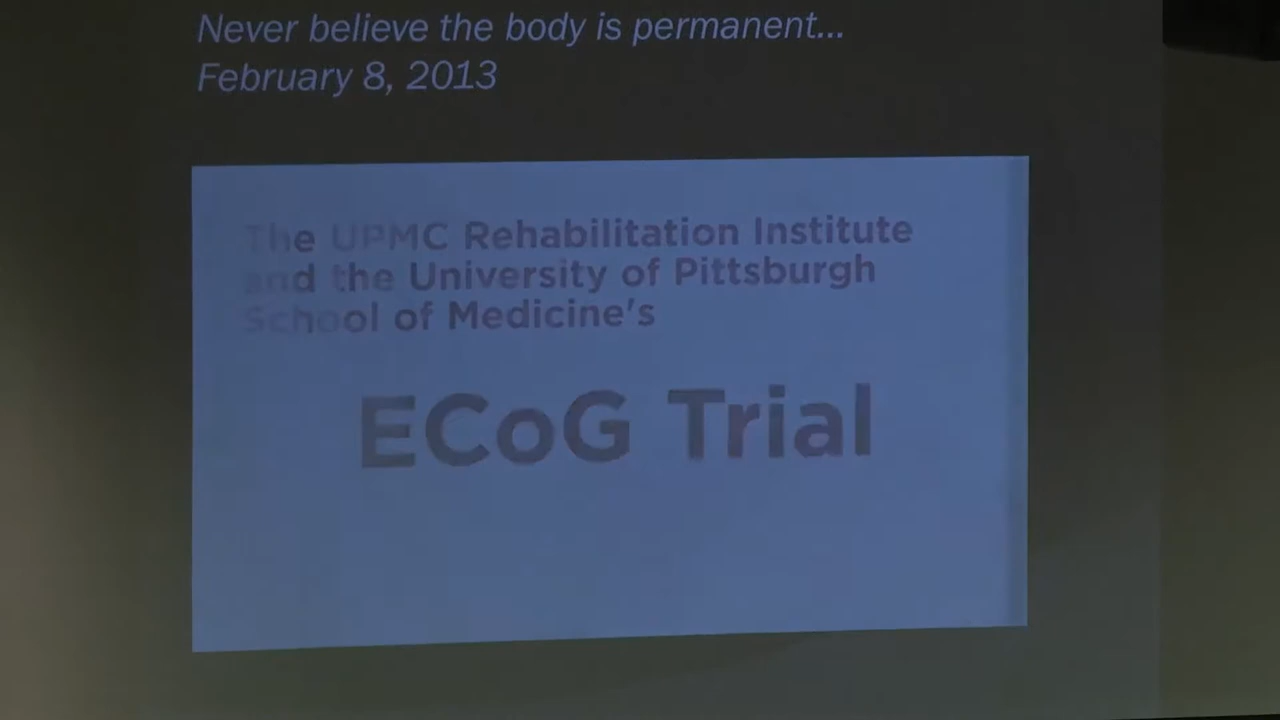 Never believe the body is permanent...
February 8, 2013
The UPMC Rehabilitation Institute
and the University of Pittsburgh
School of Medicine's
ECoG Trial